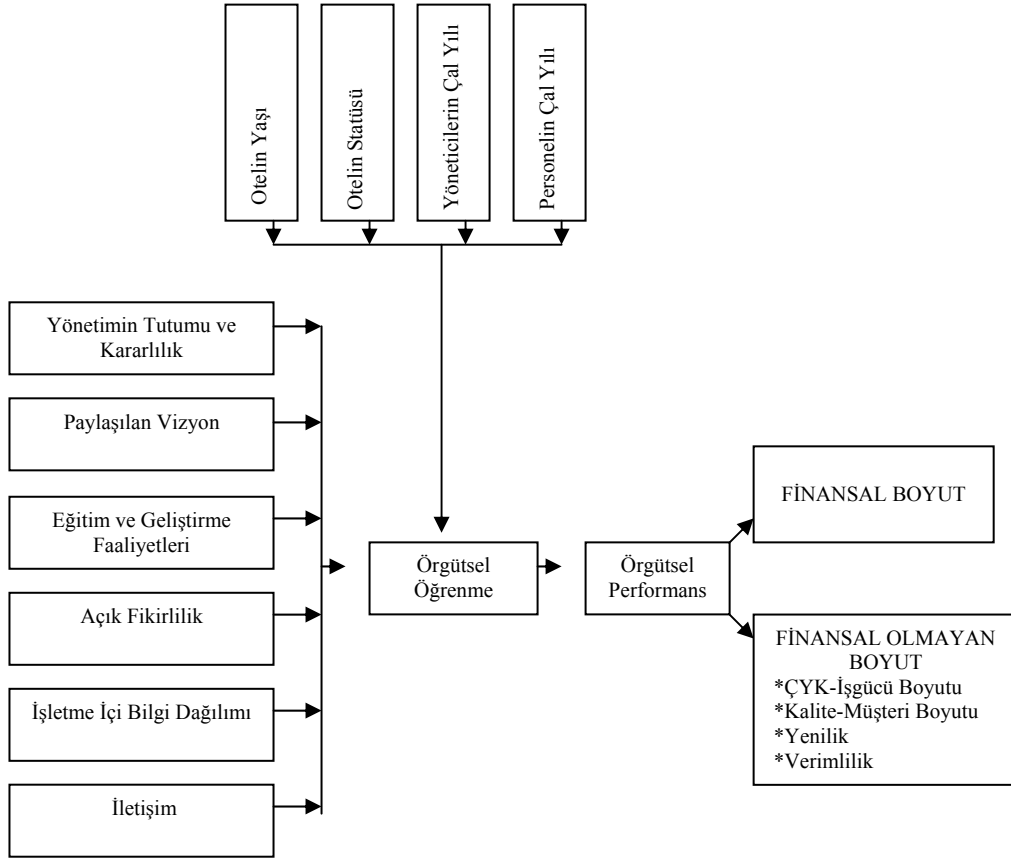 Otelin Yaşı
Otelin Statüsü
Yöneticilerin Çal Yılı
Personelin Çal Yılı
Yönetimin Tutumu ve
Kararlılık
Paylaşılan Vizyon
Eğitim ve Geliştirme
Faaliyetleri
Açık Fikirlilik
İşletme İçi Bilgi Dağılımı
İletişim
Örgütsel
Öğrenme
Örgütsel
Performans
FİNANSAL BOYUT
FİNANSAL OLMAYAN
BOYUT
*ÇYK-İşgücü Boyutu
*Kalite-Müşteri Boyutu
*Yenilik
*Verimlilik